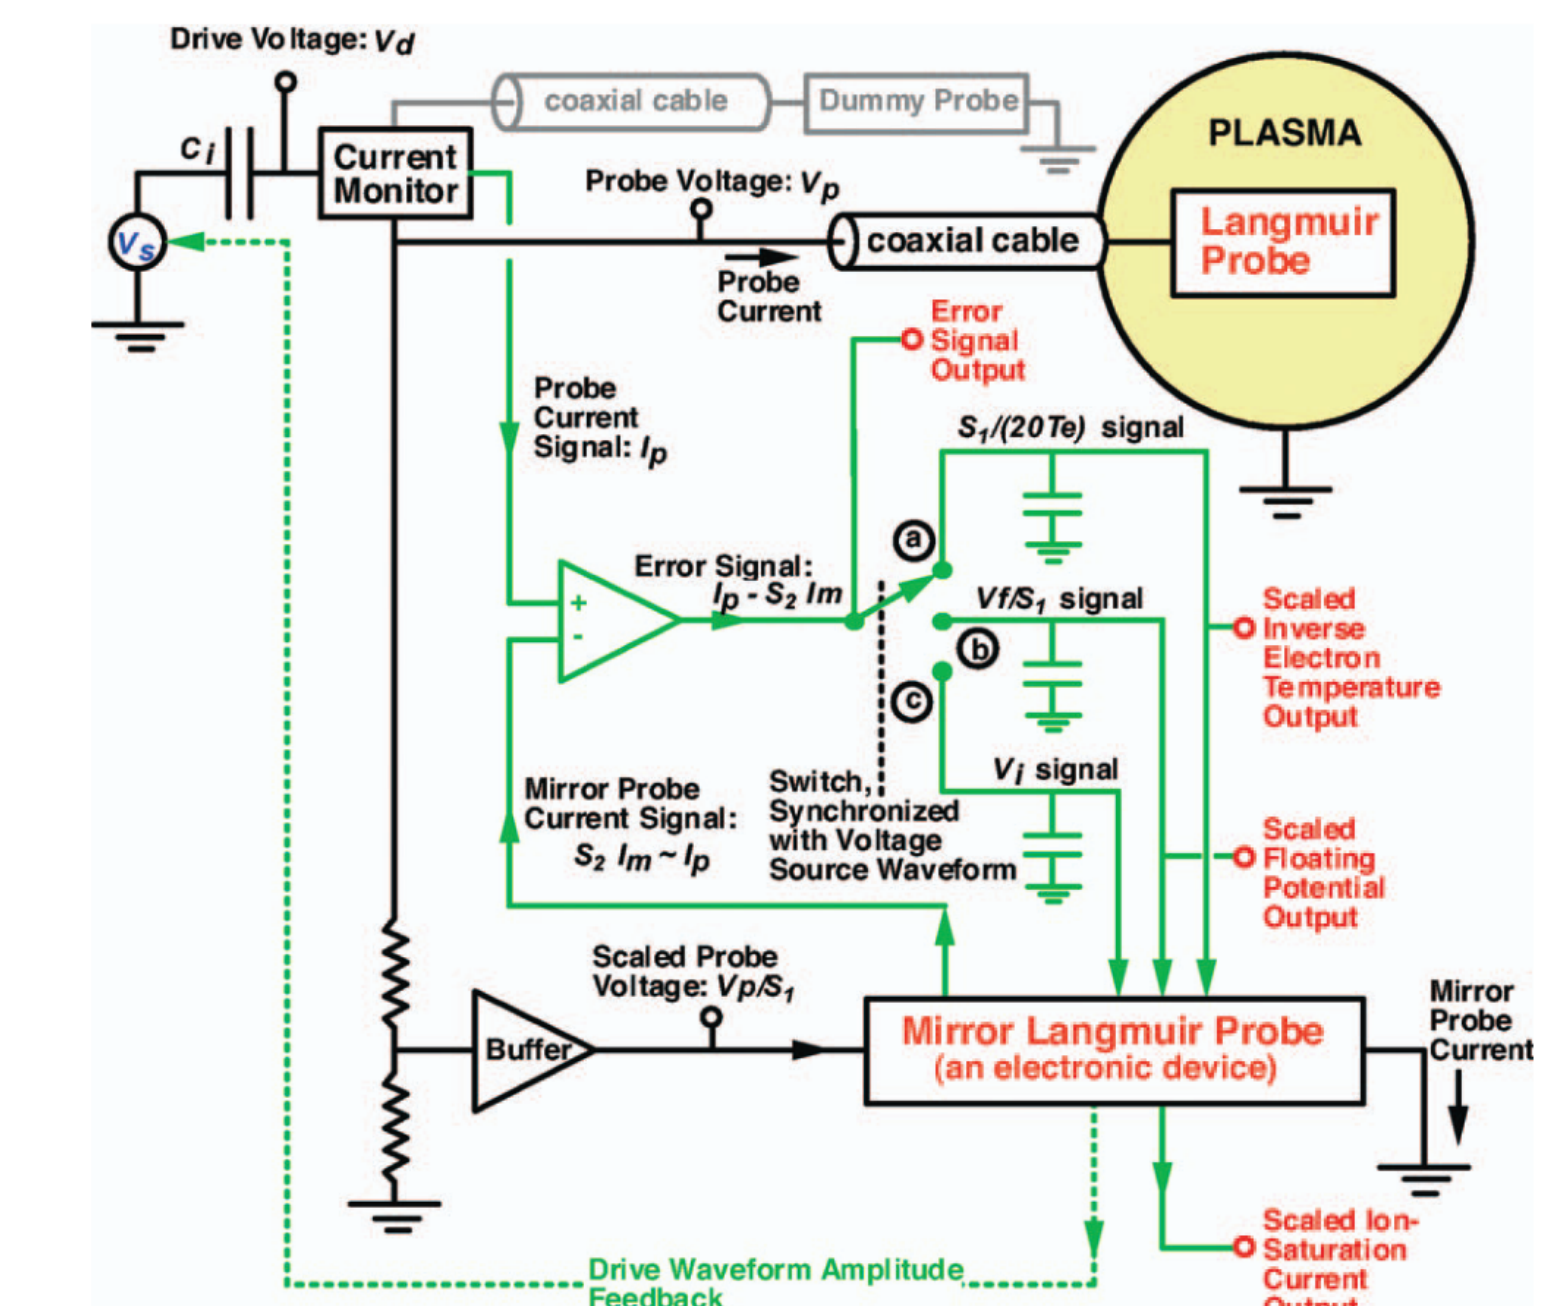 Drive Voltage: Vd
coaxial cable
Dummy Probe
PLASMA
Ci
Current
Monitor
Probe Voltage: Vp
coaxial cable
Langmuir
Probe
Vs
Probe
Current
Error
Signal
Output
Probe
Current
Signal: Ip
S1/(20Te) signal
a
Error Signal:
Ip - S2 Im
+
-
Vf/S1 signal
b
c
Scaled
Inverse
Electron
Temperature
Output
Vi signal
Switch,
Synchronized
with Voltage
Source Waveform
Mirror Probe
Current Signal:
S2 Im ~ Ip
Scaled
Floating
Potential
Output
Scaled Probe
Voltage: Vp/S1
Buffer
Mirror Langmuir Probe
(an electronic device)
Mirror
Probe
Current
Drive Waveform Amplitude
Feedback
Scaled Ion-
Saturation
Current